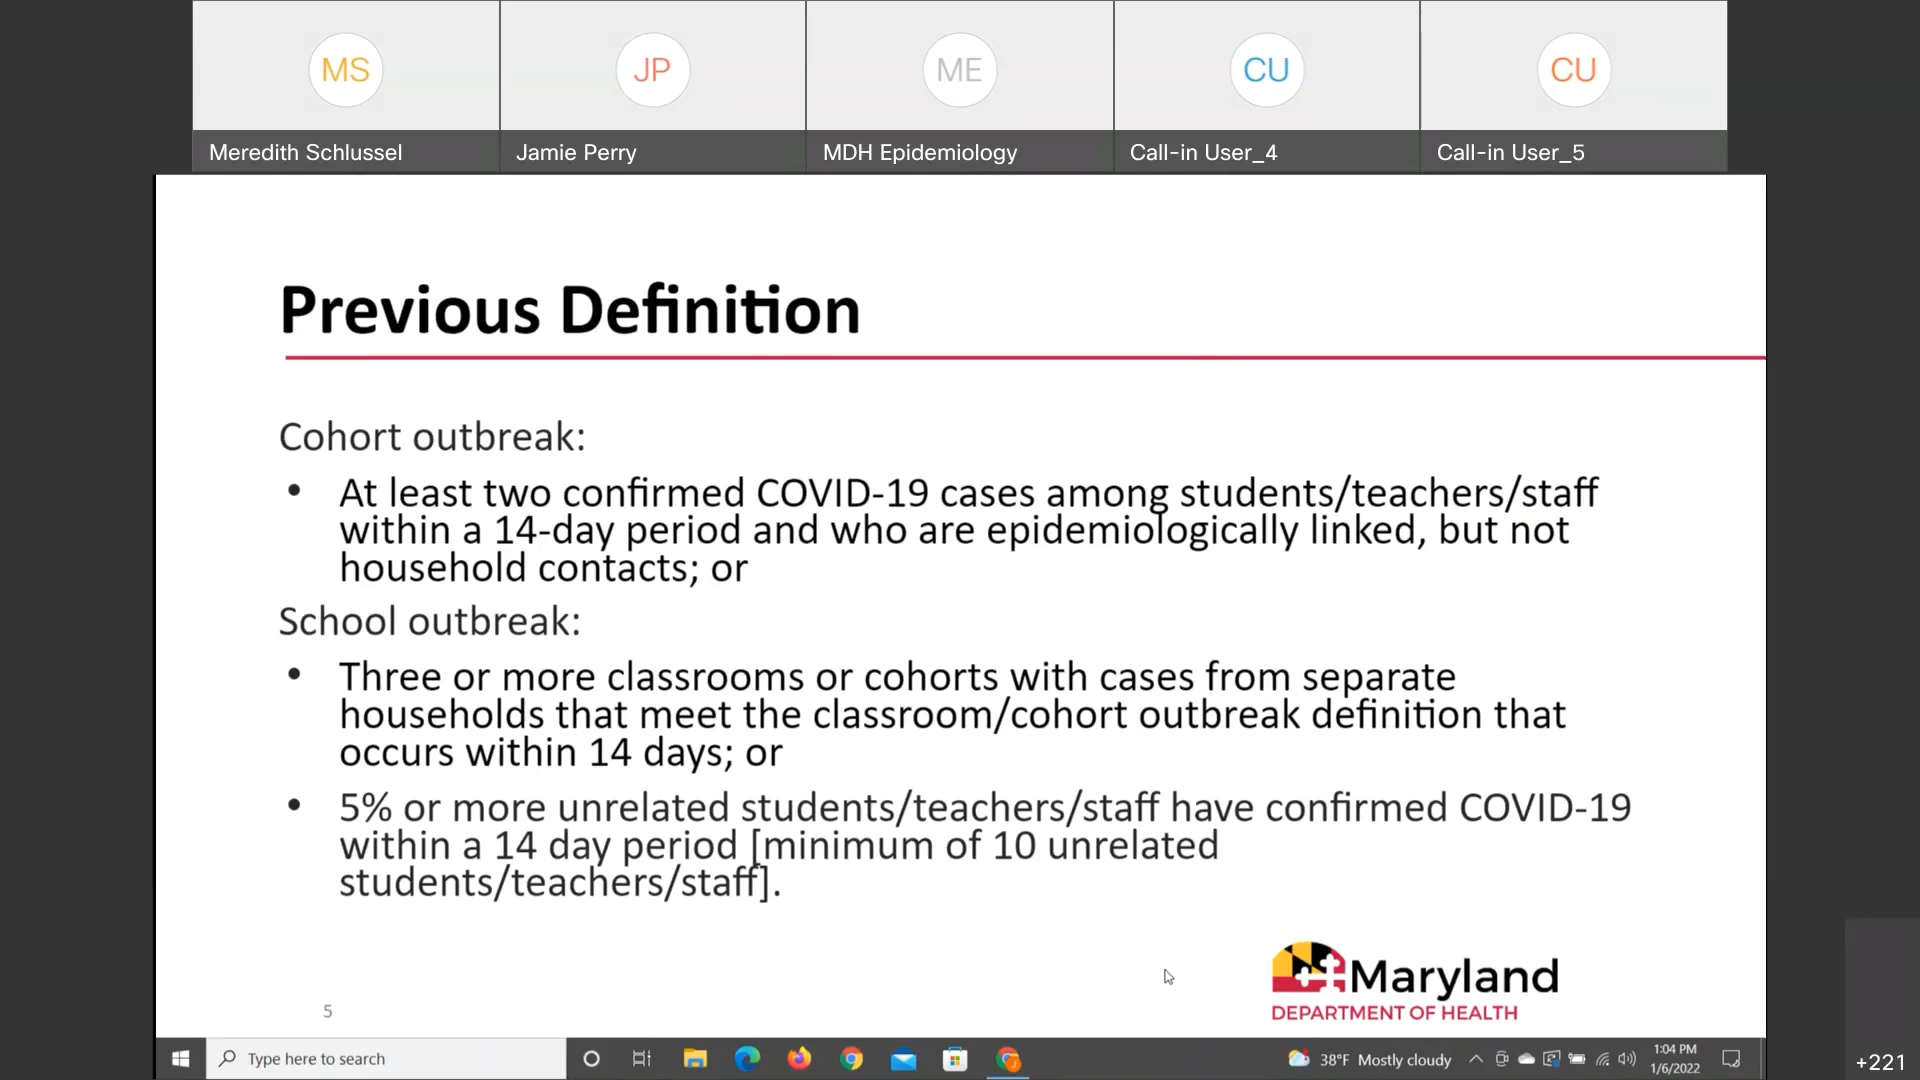 MS
JP
ME
CU
CU
Meredith Schlussel
Jamie Perry
MDH Epidemiology
Call-in User_4
Call-in User_5
Previous Definition
Cohort outbreak:
• At least two confirmed COVID-19 cases among students/teachers/staff
within a 14-day period and who are epidemiologically linked, but not
household contacts; or
School outbreak:
• Three or more classrooms or cohorts with cases from separate
households that meet the classroom/cohort outbreak definition that
occurs within 14 days; or
• 5% or more unrelated students/teachers/staff have confirmed COVID-19
within a 14 day period [minimum of 10 unrelated
students/teachers/staff].
Maryland
DEPARTMENT OF HEALTH
5
Type here to search
38°F Mostly cloudy
1:04 PM
1/6/2022
+221